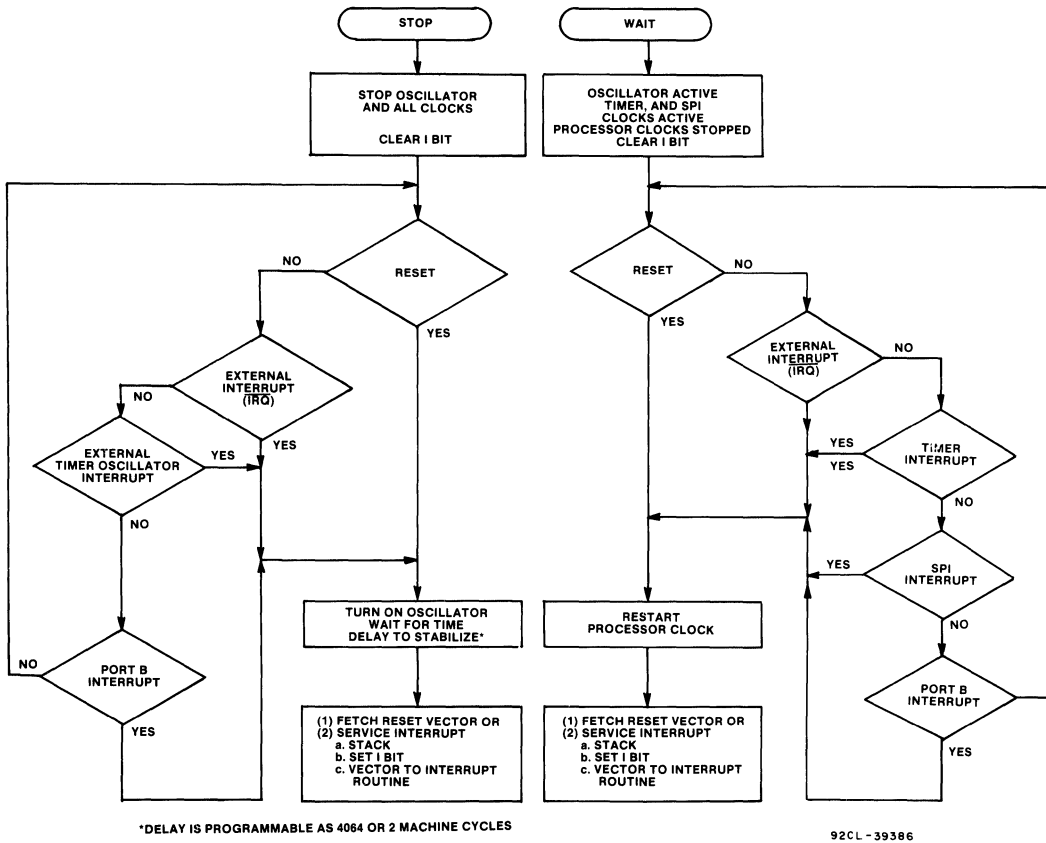 STOP
STOP OSCILLATOR
AND ALL CLOCKS
CLEAR I BIT
NO
RESET
YES
EXTERNAL
INTERRUPT
(IRQ)
NO
YES
EXTERNAL
TIMER OSCILLATOR
INTERRUPT
YES
NO
PORT B
INTERRUPT
NO
YES
TURN ON OSCILLATOR
WAIT FOR TIME
DELAY TO STABILIZE*
(1) FETCH RESET VECTOR OR
(2) SERVICE INTERRUPT
a. STACK
b. SET I BIT
c. VECTOR TO INTERRUPT
ROUTINE
WAIT
OSCILLATOR ACTIVE
TIMER, AND SPI
CLOCKS ACTIVE
PROCESSOR CLOCKS STOPPED
CLEAR I BIT
RESET
NO
YES
EXTERNAL
INTERRUPT
(IRQ)
NO
YES
YES
TIMER
INTERRUPT
NO
YES
SPI
INTERRUPT
NO
PORT B
INTERRUPT
YES
RESTART
PROCESSOR CLOCK
(1) FETCH RESET VECTOR OR
(2) SERVICE INTERRUPT
a. STACK
b. SET I BIT
c. VECTOR TO INTERRUPT
ROUTINE
*DELAY IS PROGRAMMABLE AS 4064 OR 2 MACHINE CYCLES
92CL-39386